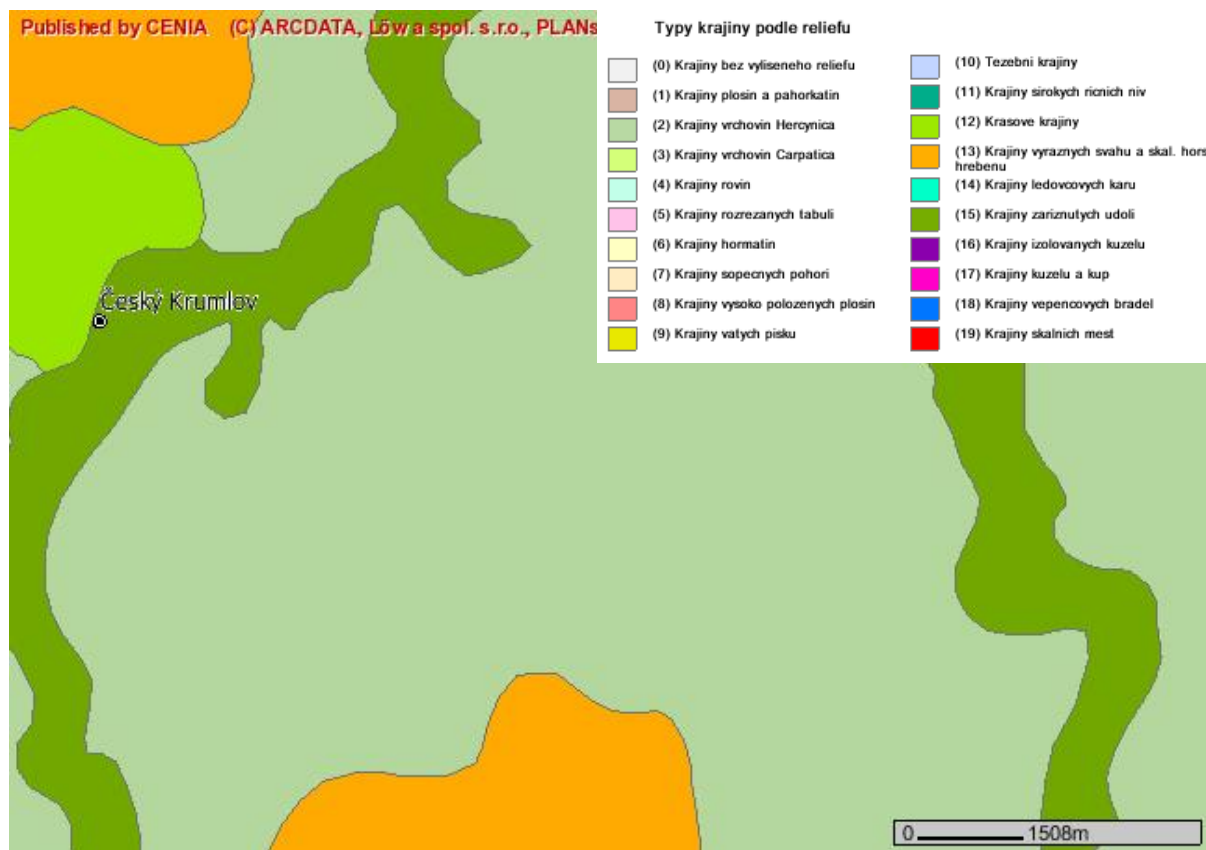 Published by CENIA (C) ARCDATA, Löw a spol. s.r.o., PLANs
Typy krajiny podle reliefu
(0) Krajiny bez vyliseneho reliefu
(1) Krajiny plosin a pahorkatin
(2) Krajiny vrchovin Hercynica
(3) Krajiny vrchovin Carpatica
(4) Krajiny rovin
(5) Krajiny rozrezanych tabuli
(6) Krajiny hormatin
(7) Krajiny sopecnych pohori
(8) Krajiny vysoko polozenych plosin
(9) Krajiny vatych pisku
(10) Tezebni krajiny
(11) Krajiny sirokych ricnich niv
(12) Krasove krajiny
(13) Krajiny vyraznych svahu a skal. hors
hrebenu
(14) Krajiny ledovcovych karu
(15) Krajiny zariznutych udoli
(16) Krajiny izolovanych kuzelu
(17) Krajiny kuzelu a kup
(18) Krajiny vepencovych bradel
(19) Krajiny skalnich mest
Český Krumlov
0 1508m